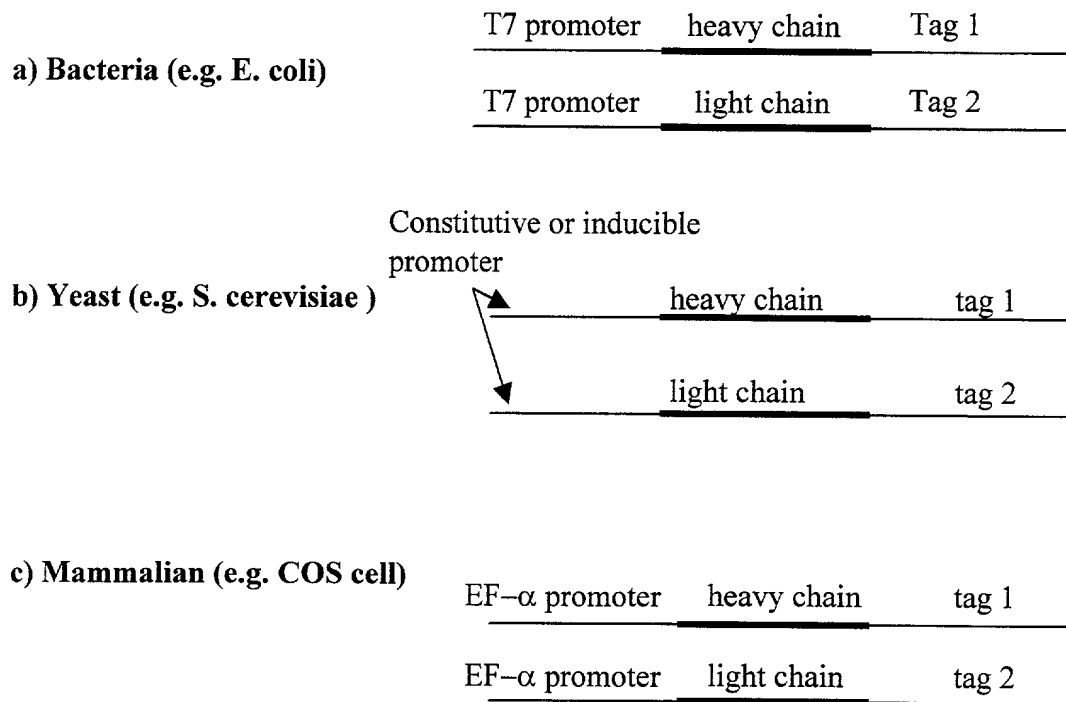 T7 promoter heavy chain Tag 1
a) Bacteria (e.g. E. coli)
T7 promoter light chain Tag 2
Constitutive or inducible
promoter
b) Yeast (e.g. S. cerevisiae )
heavy chain tag 1
light chain tag 2
c) Mammalian (e.g. COS cell)
EF–α promoter heavy chain tag 1
EF–α promoter light chain tag 2